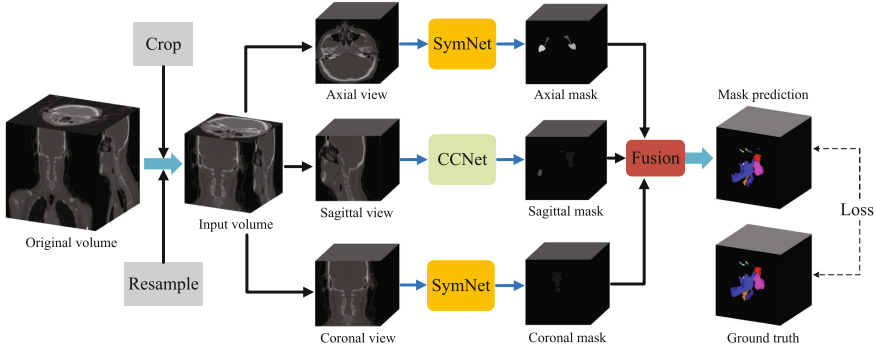 Crop
Original volume
Resample
Input volume
Axial view
SymNet
Axial mask
Sagittal view
CCNet
Sagittal mask
Coronal view
SymNet
Coronal mask
Fusion
Mask prediction
Loss
Ground truth